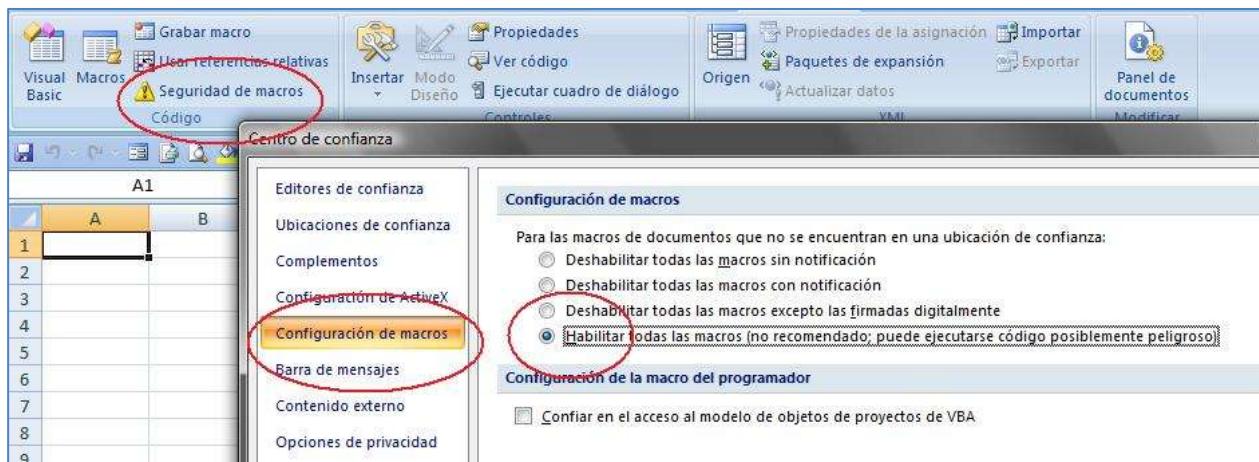 Visual Basic
Macros
Grabar macro
Usar referencias relativas
Seguridad de macros
Código
Insertar
Modo Diseño
Propiedades
Ver código
Ejecutar cuadro de diálogo
Controles
Origen
Propiedades de la asignación
Paquetes de expansión
Actualizar datos
Importar
Exportar
XML
Panel de documentos
Modificar
A1
A B
1
2
3
4
5
6
7
8
9
Centro de confianza
Editores de confianza
Ubicaciones de confianza
Complementos
Configuración de ActiveX
Configuración de macros
Barra de mensajes
Contenido externo
Opciones de privacidad
Configuración de macros
Para las macros de documentos que no se encuentran en una ubicación de confianza:
Deshabilitar todas las macros sin notificación
Deshabilitar todas las macros con notificación
Deshabilitar todas las macros excepto las firmadas digitalmente
Habilitar todas las macros (no recomendado; puede ejecutarse código posiblemente peligroso)
Configuración de la macro del programador
Confiar en el acceso al modelo de objetos de proyectos de VBA